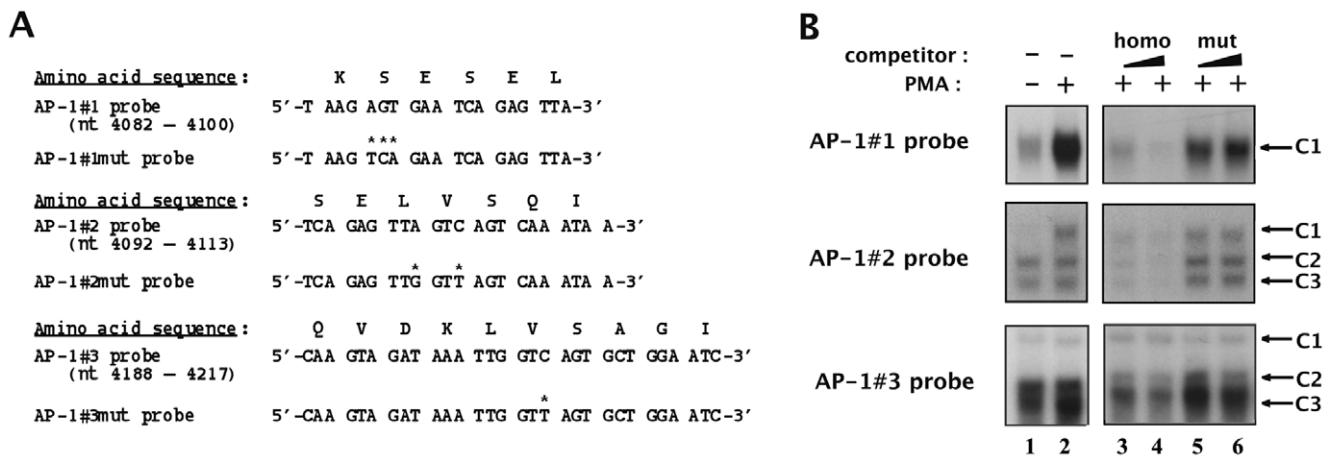 A
Amino acid sequence: K S E S E L
AP-1#1 probe 5′-T AAG AGT GAA TCA GAG TTA-3′
(nt 4082 – 4100)
***
AP-1#1mut probe 5′-T AAG TCA GAA TCA GAG TTA-3′
Amino acid sequence: S E L V S Q I
AP-1#2 probe 5′-TCA GAG TTA GTC AGT CAA ATA A-3′
(nt 4092 – 4113)
* *
AP-1#2mut probe 5′-TCA GAG TTG GTT AGT CAA ATA A-3′
Amino acid sequence: Q V D K L V S A G I
AP-1#3 probe 5′-CAA GTA GAT AAA TTG GTC AGT GCT GGA ATC-3′
(nt 4188 – 4217)
*
AP-1#3mut probe 5′-CAA GTA GAT AAA TTG GTT AGT GCT GGA ATC-3′
B
homo mut
competitor : – –
PMA : – + + + + +
AP-1#1 probe C1
AP-1#2 probe C1
C2
C3
AP-1#3 probe C1
C2
C3
1 2 3 4 5 6